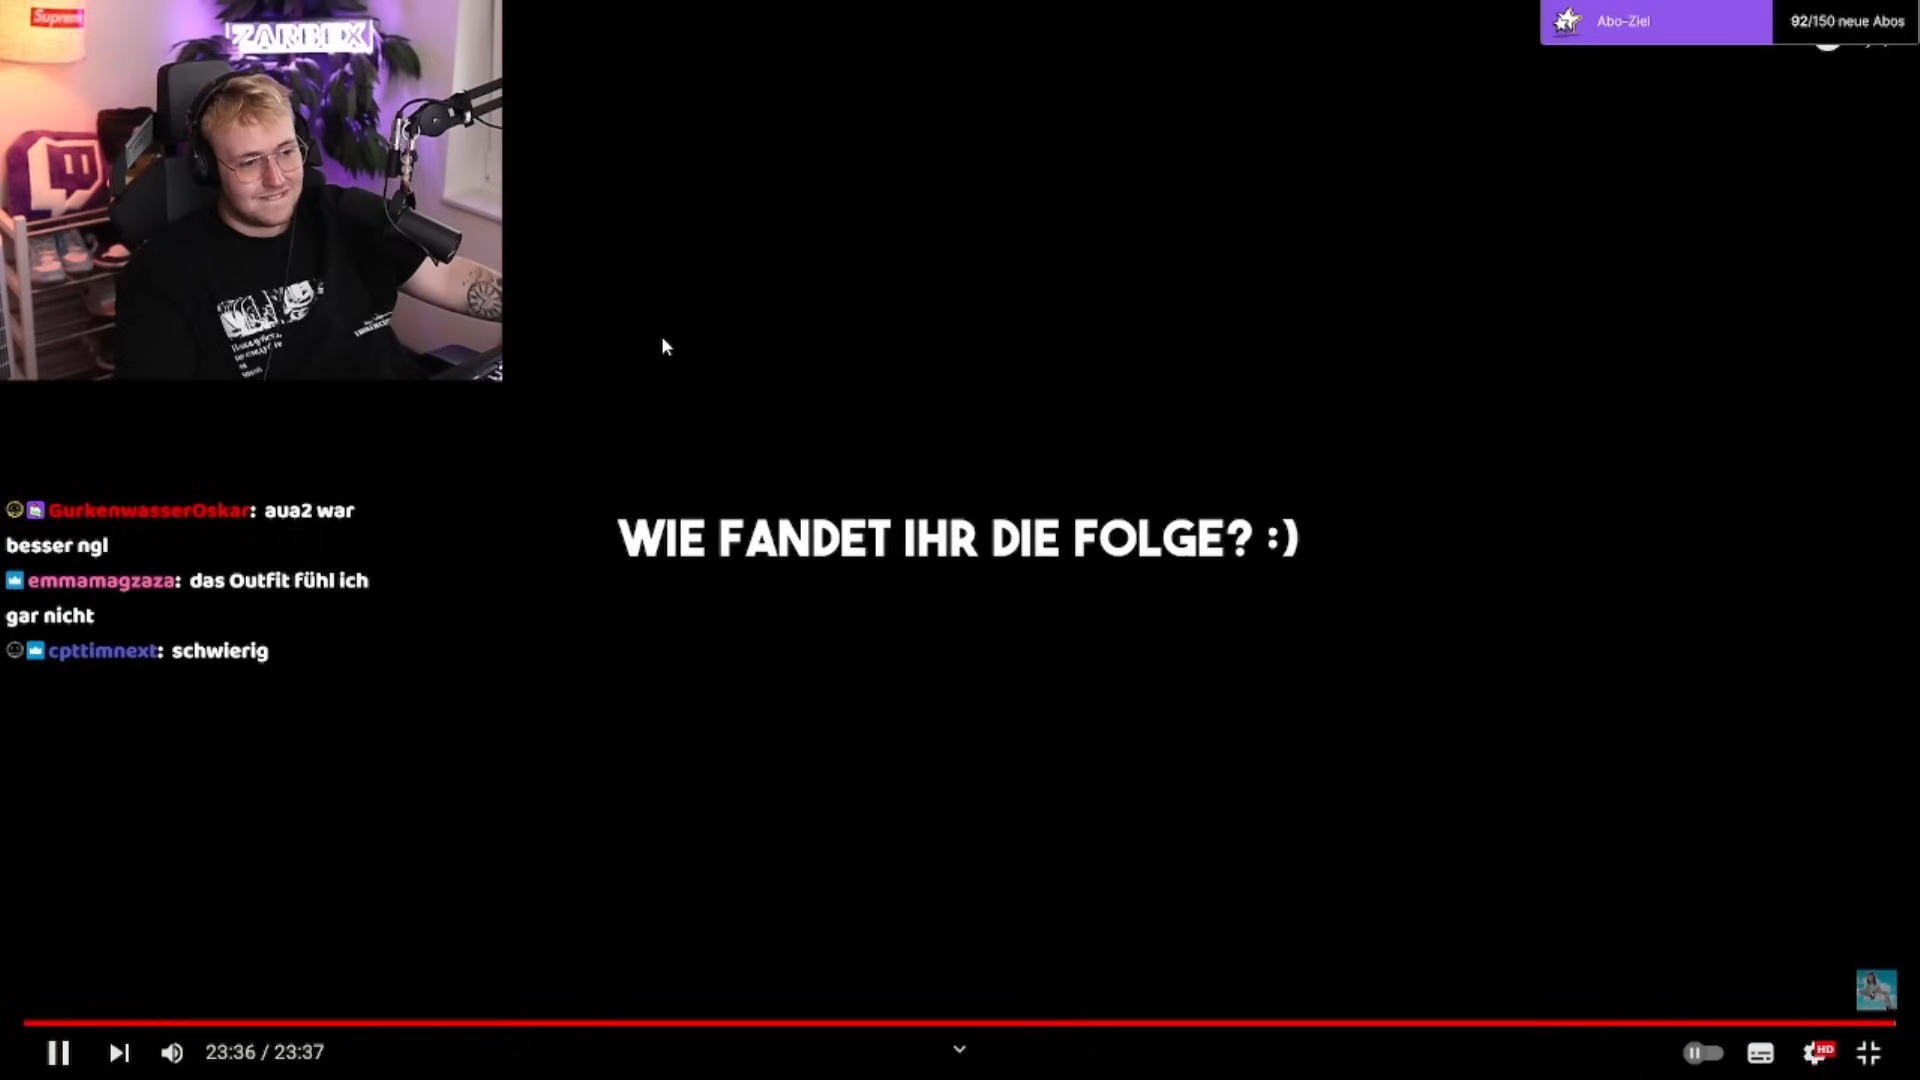 Suprem
ZARBEX
Abo-Ziel
92/150 neue Abos
GurkenwasserOskar: aua2 war
besser ngl
emmamagzaza: das Outfit fühl ich
gar nicht
cpttimnext: schwierig
WIE FANDET IHR DIE FOLGE? :)
23:36 / 23:37
HD